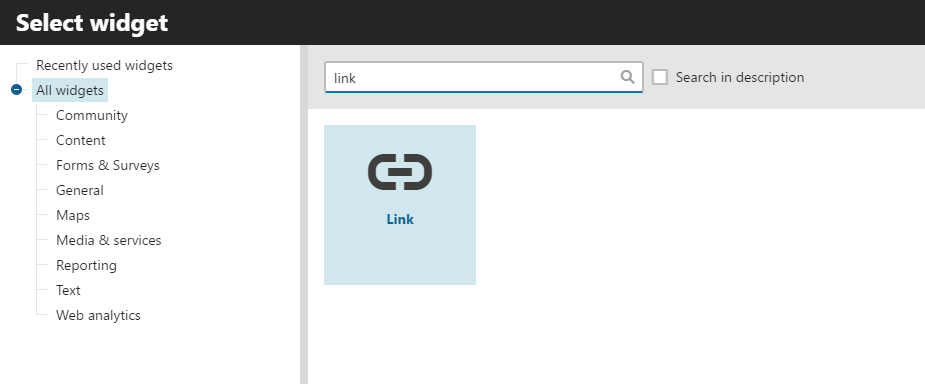 Select widget
Recently used widgets
All widgets
Community
Content
Forms & Surveys
General
Maps
Media & services
Reporting
Text
Web analytics
link
Search in description
Link